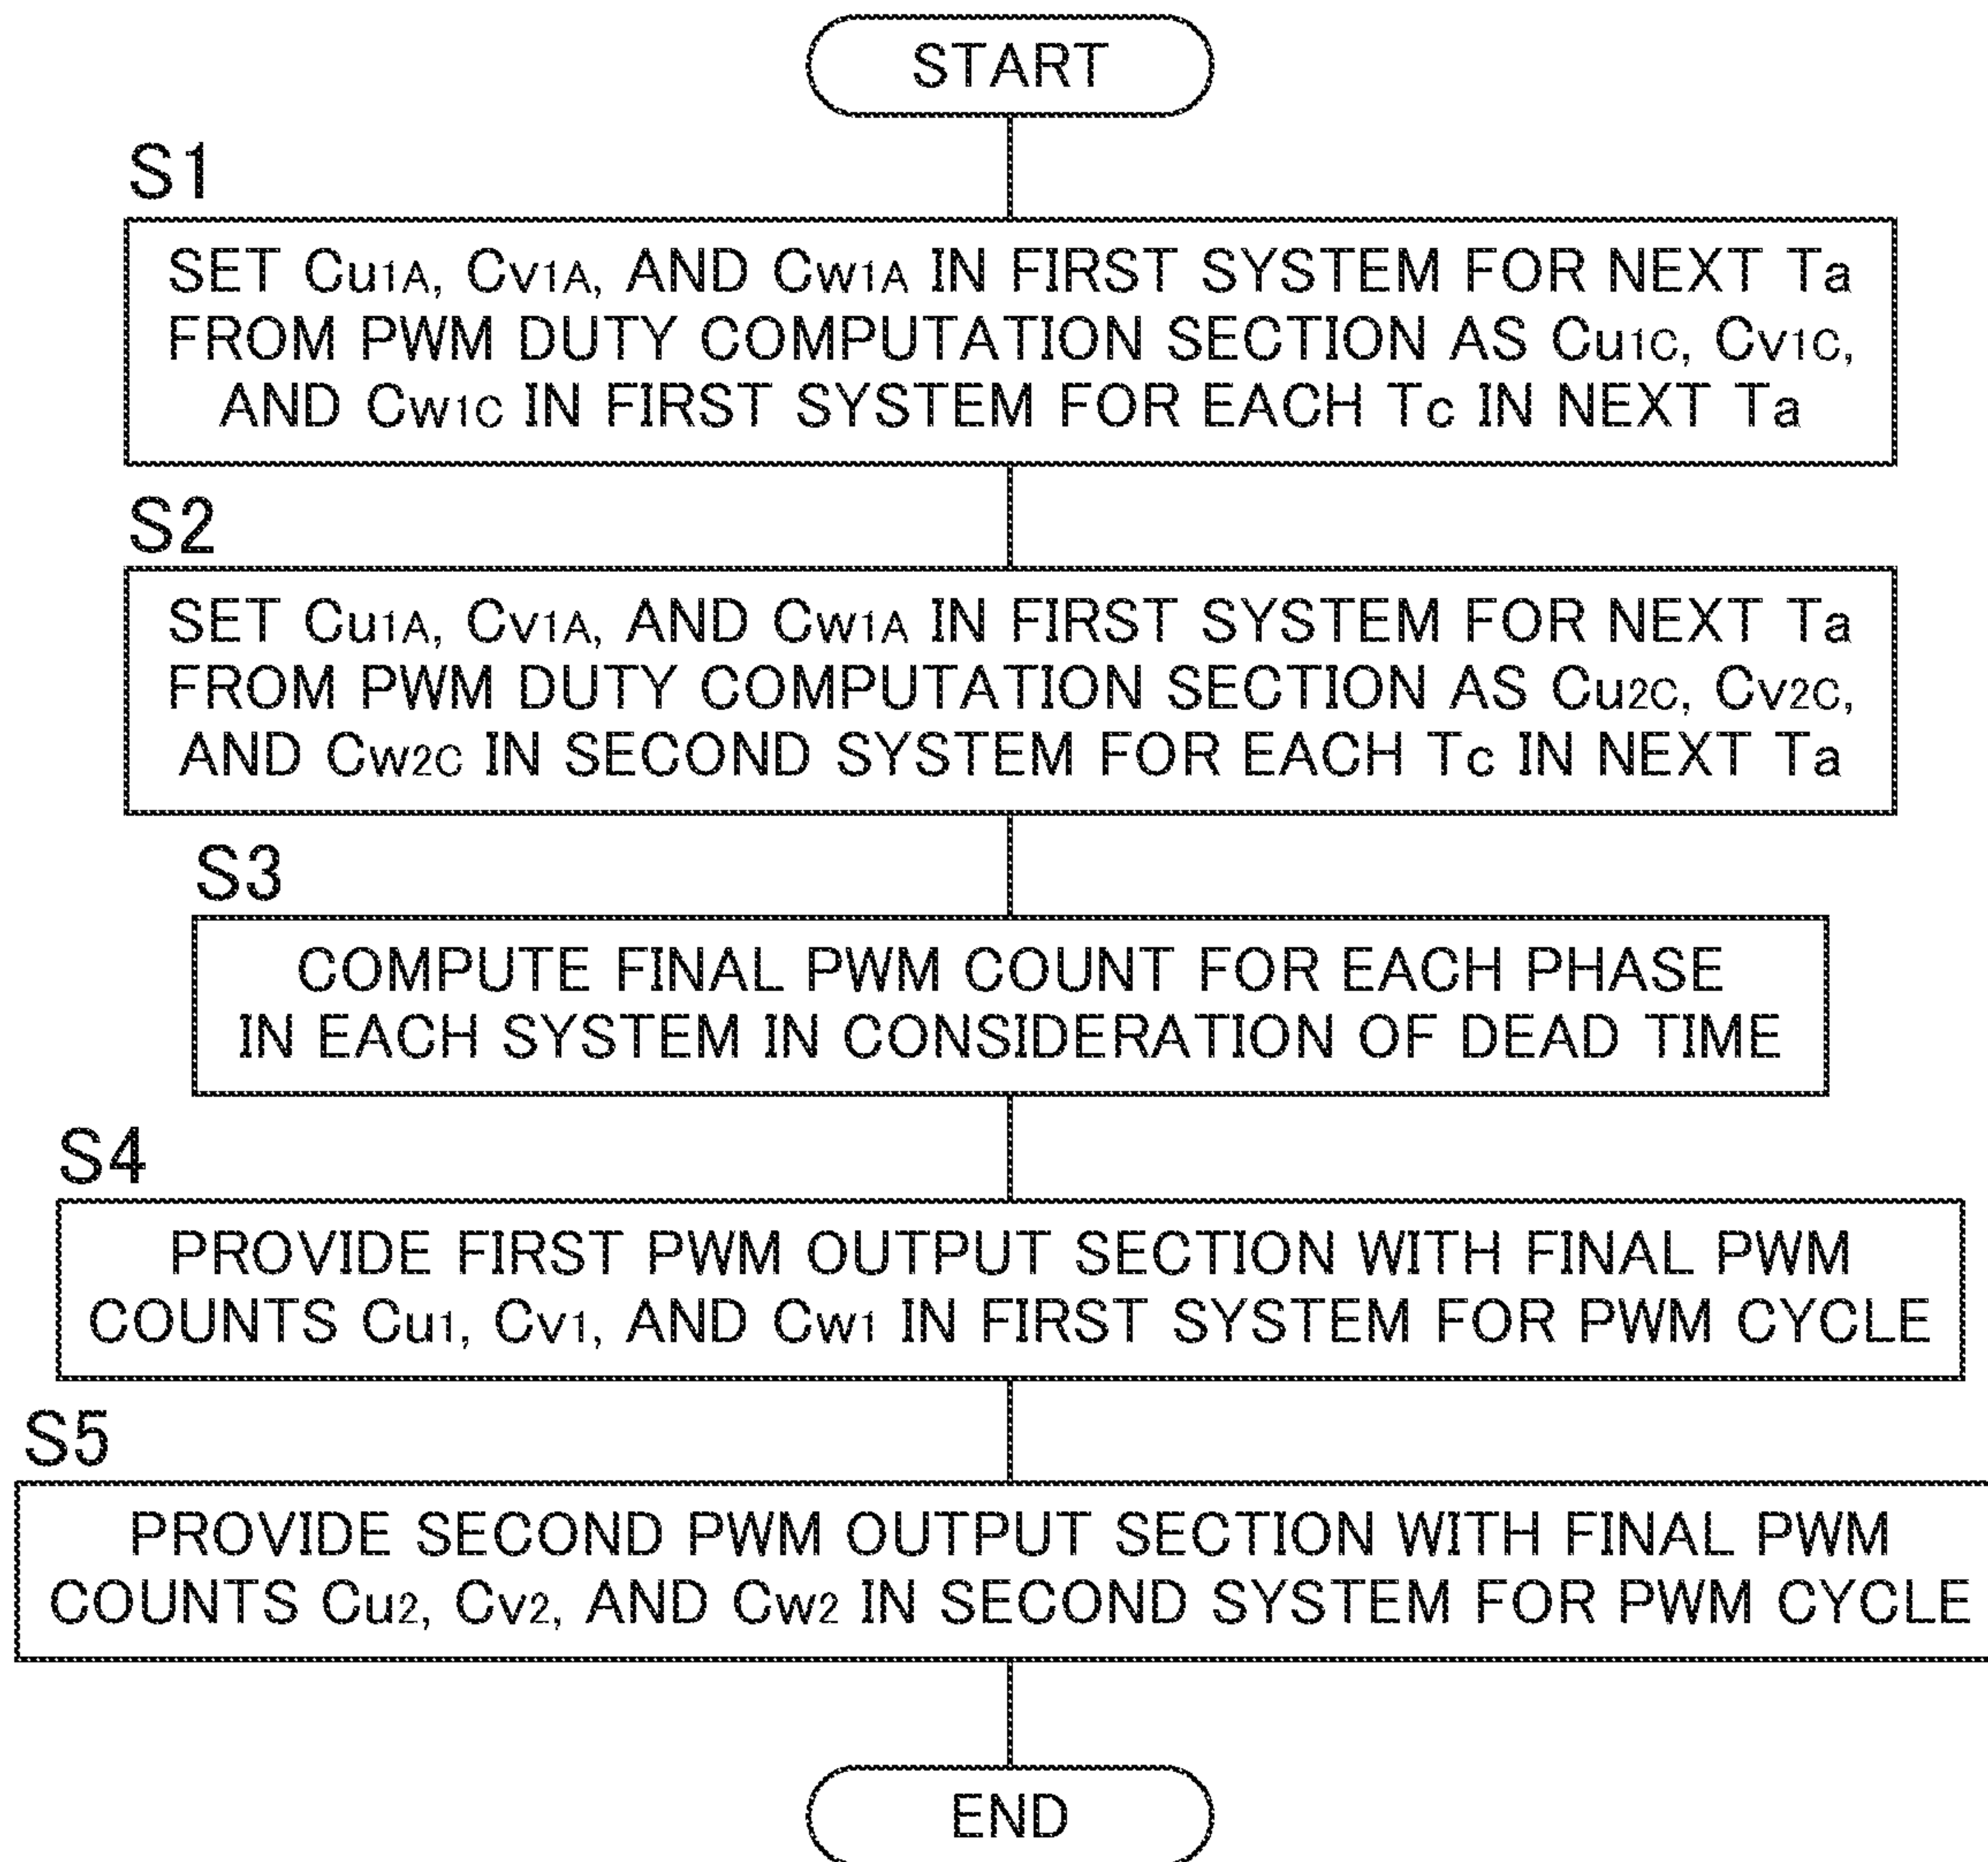 START
S1
SET Cu1A, Cv1A, AND Cw1A IN FIRST SYSTEM FOR NEXT Ta
FROM PWM DUTY COMPUTATION SECTION AS Cu1C, Cv1C,
AND Cw1C IN FIRST SYSTEM FOR EACH Tc IN NEXT Ta
S2
SET Cu1A, Cv1A, AND Cw1A IN FIRST SYSTEM FOR NEXT Ta
FROM PWM DUTY COMPUTATION SECTION AS Cu2C, Cv2C,
AND Cw2C IN SECOND SYSTEM FOR EACH Tc IN NEXT Ta
S3
COMPUTE FINAL PWM COUNT FOR EACH PHASE
IN EACH SYSTEM IN CONSIDERATION OF DEAD TIME
S4
PROVIDE FIRST PWM OUTPUT SECTION WITH FINAL PWM
COUNTS Cu1, Cv1, AND Cw1 IN FIRST SYSTEM FOR PWM CYCLE
S5
PROVIDE SECOND PWM OUTPUT SECTION WITH FINAL PWM
COUNTS Cu2, Cv2, AND Cw2 IN SECOND SYSTEM FOR PWM CYCLE
END